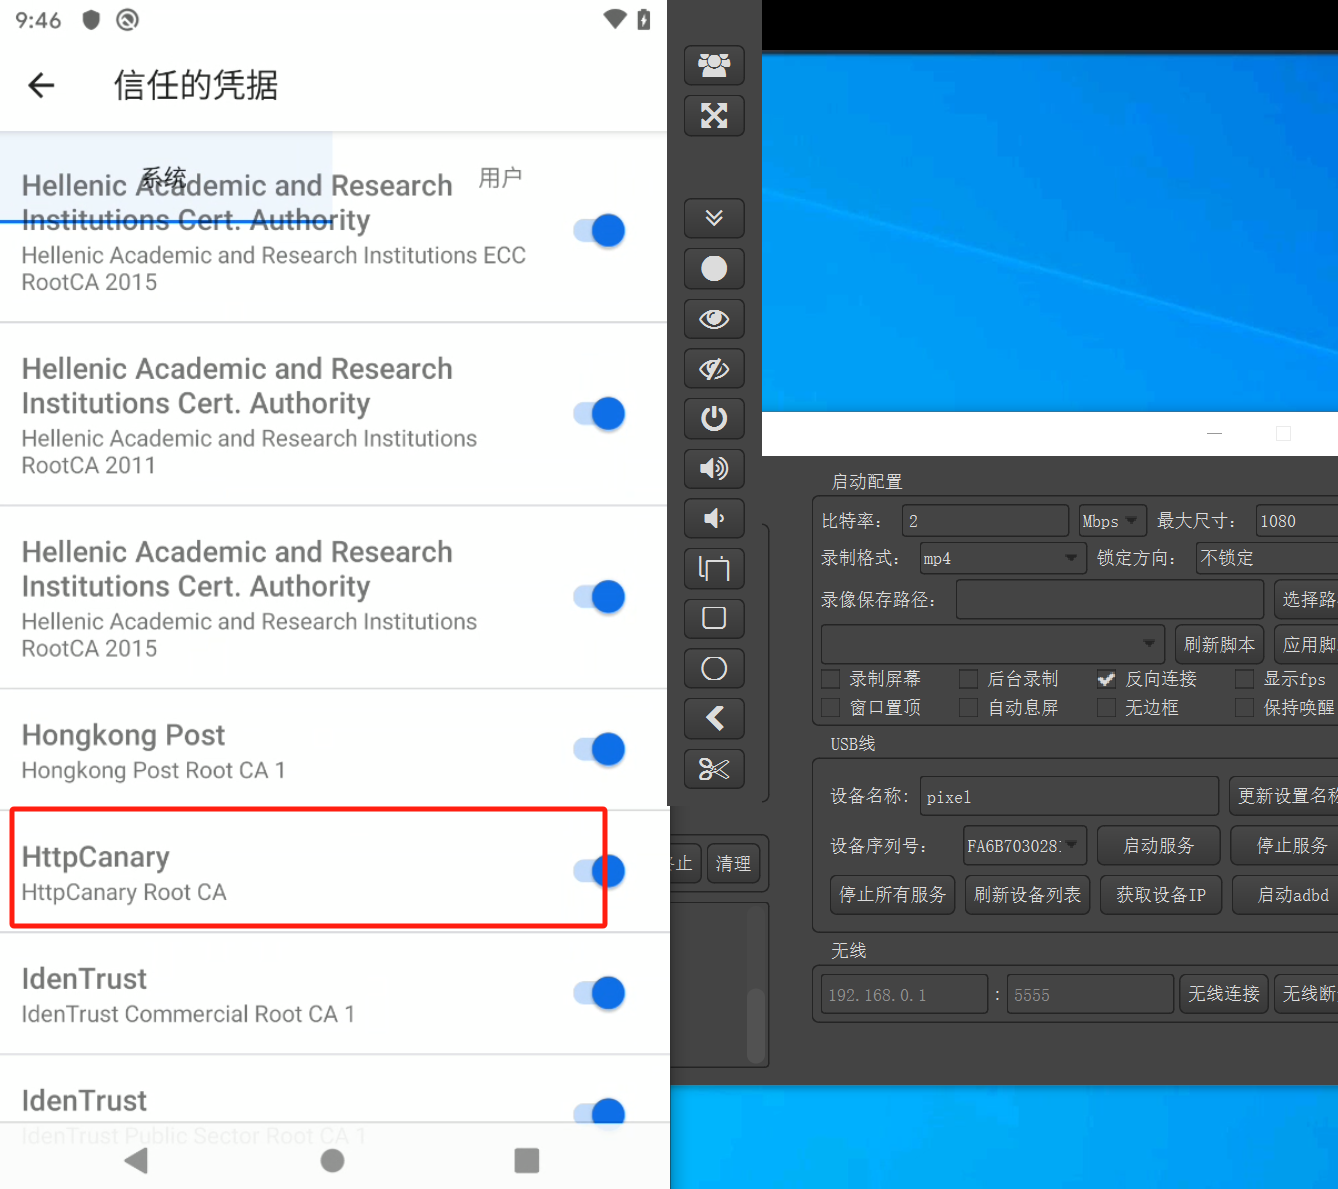 9:46
信任的凭据
系统
用户
Hellenic Academic and Research
Institutions Cert. Authority
Hellenic Academic and Research Institutions ECC
RootCA 2015
Hellenic Academic and Research
Institutions Cert. Authority
Hellenic Academic and Research Institutions
RootCA 2011
Hellenic Academic and Research
Institutions Cert. Authority
Hellenic Academic and Research Institutions
RootCA 2015
Hongkong Post
Hongkong Post Root CA 1
HttpCanary
HttpCanary Root CA
IdenTrust
IdenTrust Commercial Root CA 1
IdenTrust
IdenTrust Public Sector Root CA 1
止 清理
启动配置
比特率： 2 Mbps 最大尺寸： 1080
录制格式： mp4 锁定方向： 不锁定
录像保存路径： 选择路
刷新脚本 应用脚
录制屏幕 后台录制 反向连接 显示fps
窗口置顶 自动息屏 无边框 保持唤醒
USB线
设备名称： pixel 更新设置名称
设备序列号： FA6B703028: 启动服务 停止服务
停止所有服务 刷新设备列表 获取设备IP 启动adbd
无线
192.168.0.1 : 5555 无线连接 无线断